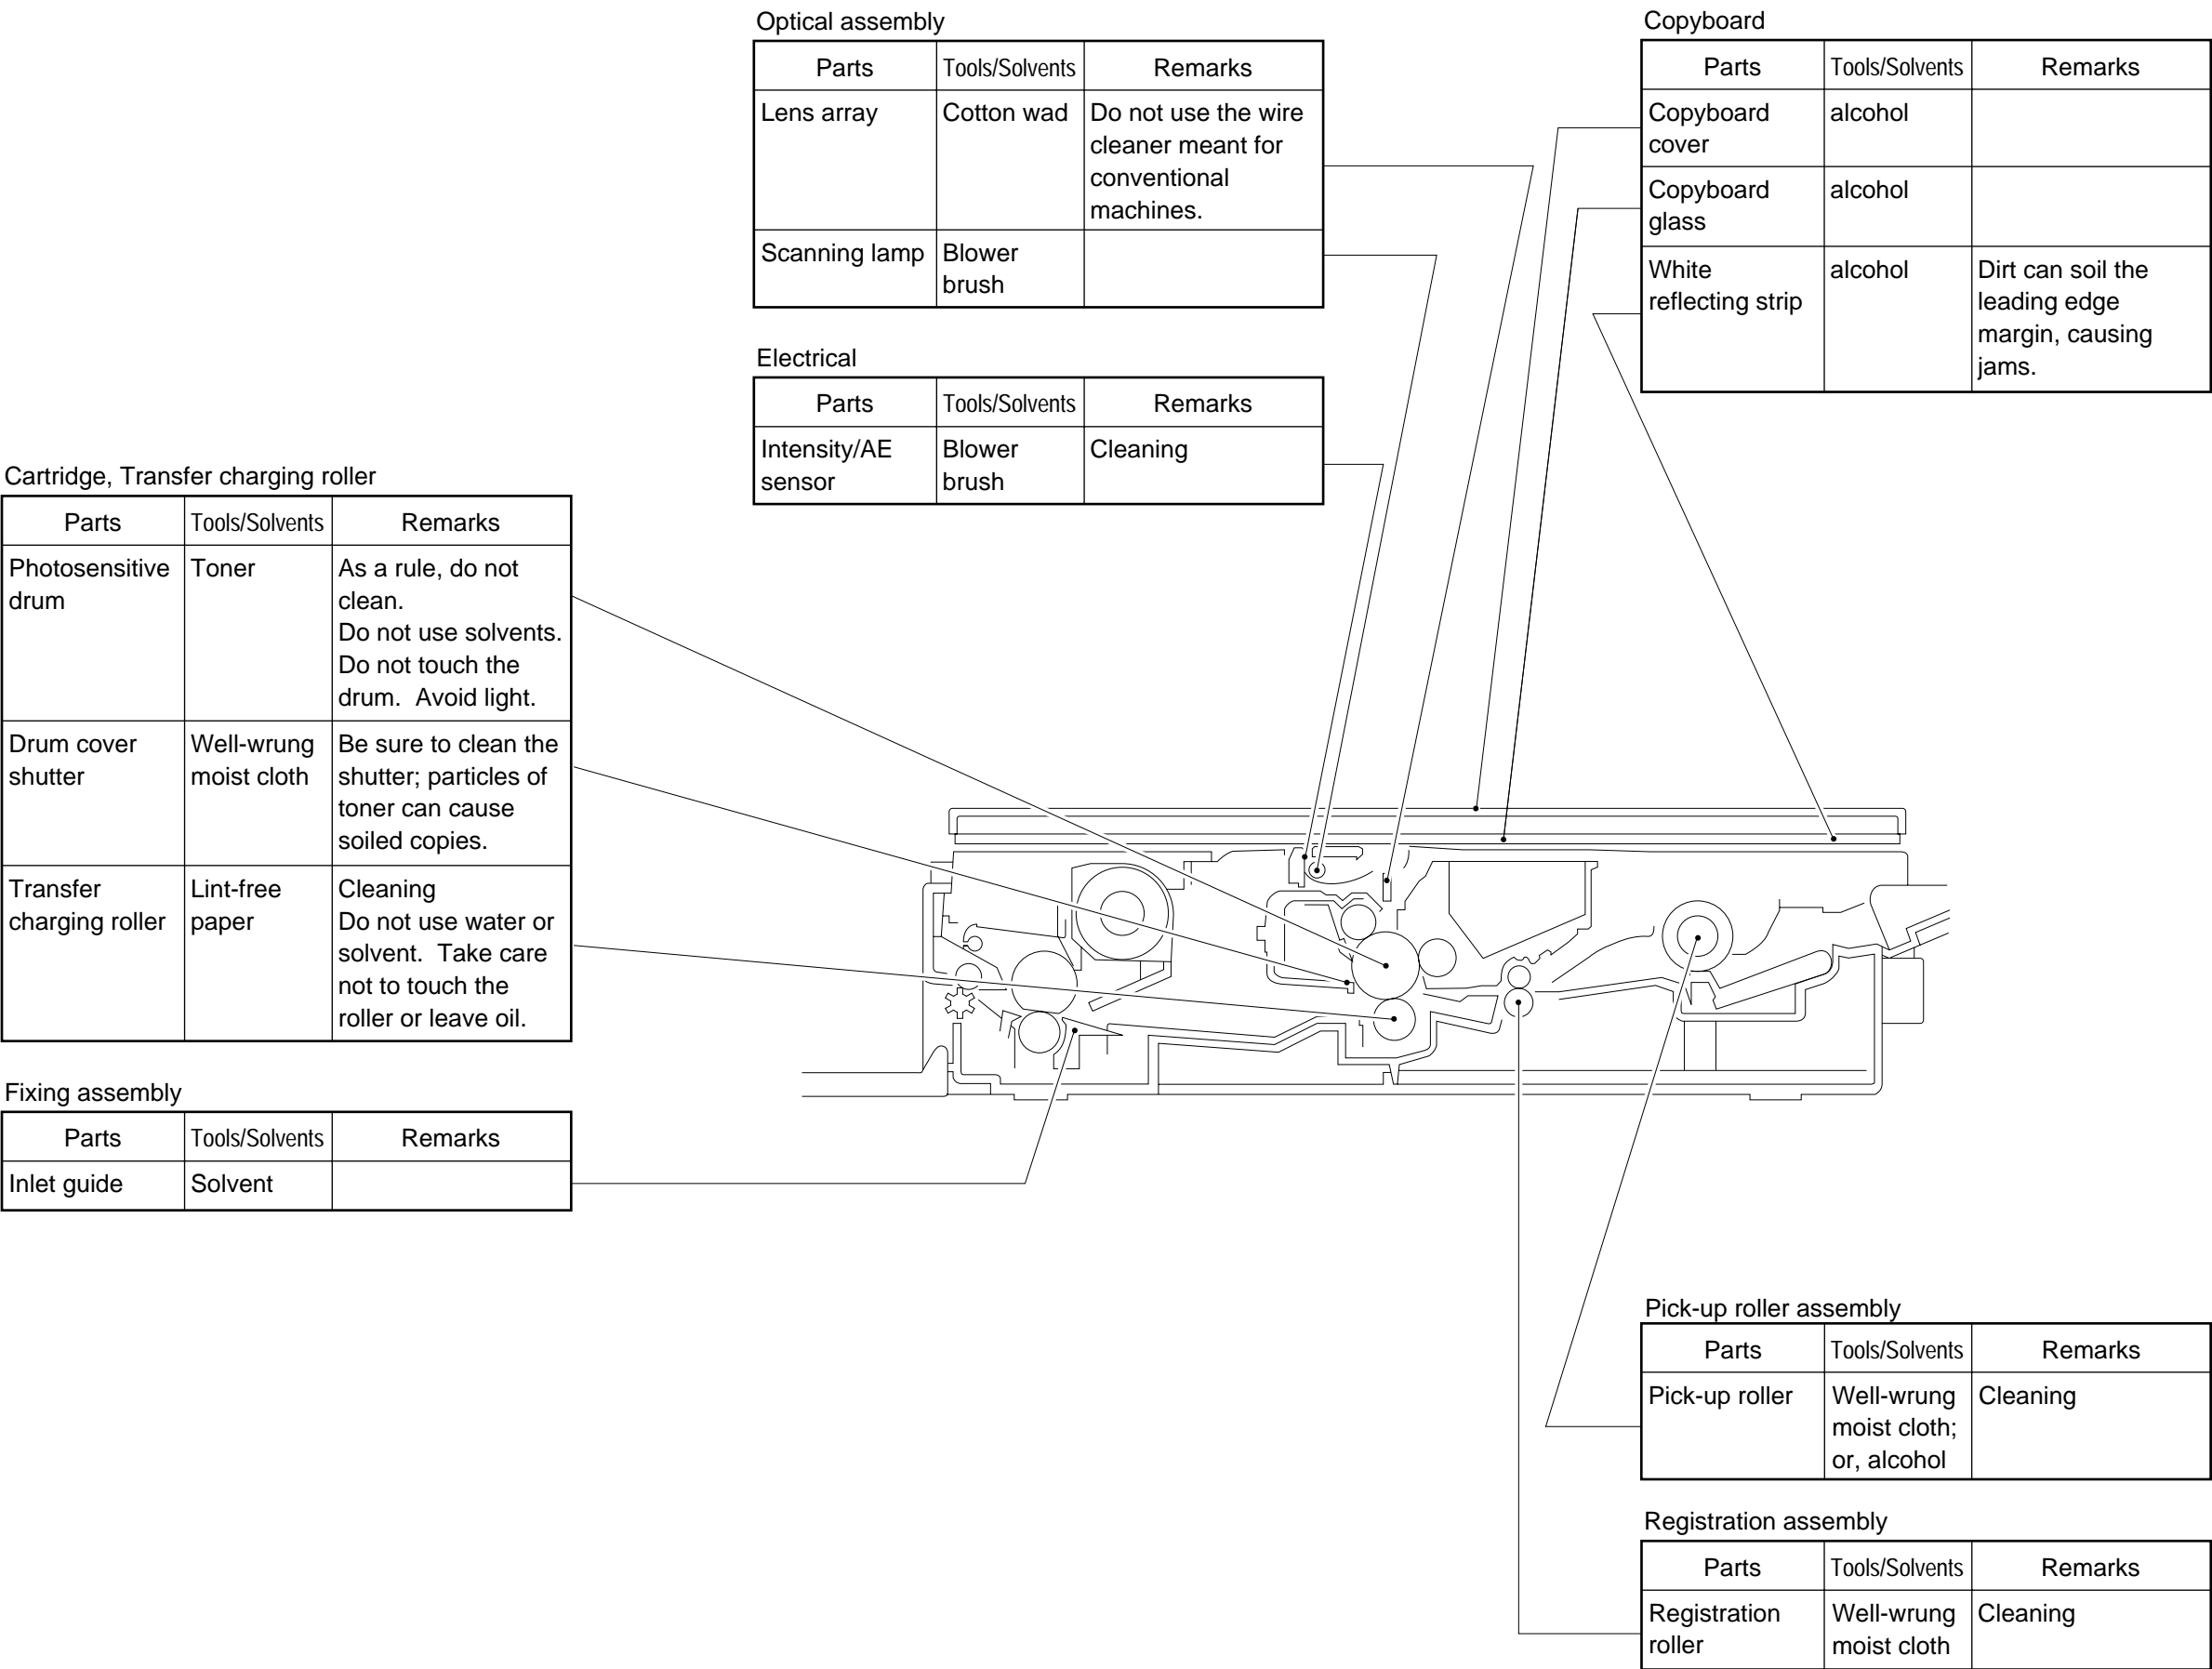 Optical assembly
Parts Tools/Solvents Remarks
Lens array Cotton wad Do not use the wire
cleaner meant for
conventional
machines.
Scanning lamp Blower
brush
Electrical
Parts Tools/Solvents Remarks
Intensity/AE Blower Cleaning
sensor brush
Copyboard
Parts Tools/Solvents Remarks
Copyboard alcohol
cover
Copyboard alcohol
glass
White alcohol Dirt can soil the
reflecting strip leading edge
margin, causing
jams.
Cartridge, Transfer charging roller
Parts Tools/Solvents Remarks
Photosensitive Toner As a rule, do not
drum clean.
Do not use solvents.
Do not touch the
drum. Avoid light.
Drum cover Well-wrung Be sure to clean the
shutter moist cloth shutter; particles of
toner can cause
soiled copies.
Transfer Lint-free Cleaning
charging roller paper Do not use water or
solvent. Take care
not to touch the
roller or leave oil.
Fixing assembly
Parts Tools/Solvents Remarks
Inlet guide Solvent
Pick-up roller assembly
Parts Tools/Solvents Remarks
Pick-up roller Well-wrung Cleaning
moist cloth;
or, alcohol
Registration assembly
Parts Tools/Solvents Remarks
Registration Well-wrung Cleaning
roller moist cloth